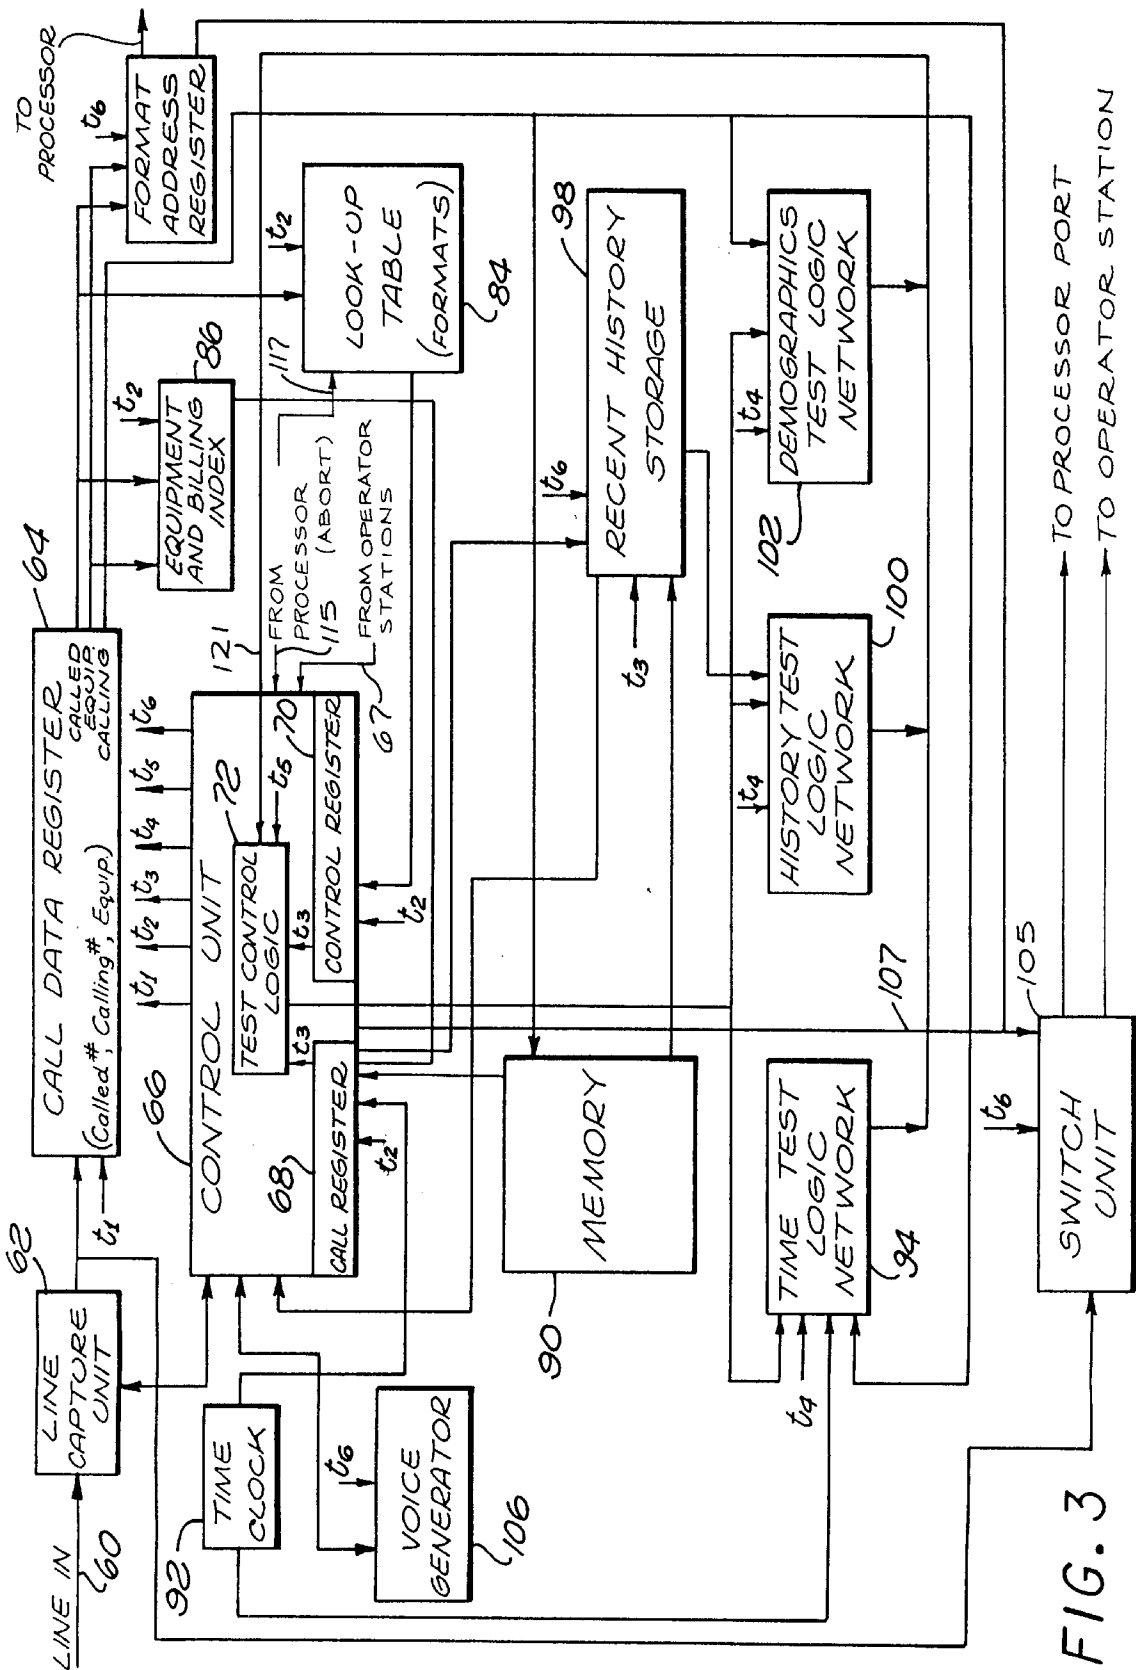 LINE IN
60
LINE
CAPTURE
UNIT
62
t1
CALL DATA REGISTER
(Called#, Calling#, Equip.)
CALLED
EQUIP.
CALLING
64
TO
PROCESSOR
t6
FORMAT
ADDRESS
REGISTER
t2
EQUIPMENT
AND BILLING
INDEX
86
t2
LOOK-UP
TABLE
(FORMATS)
84
117
TIME
CLOCK
92
66
CONTROL UNIT
t1
t2
t3
t4
t5
t6
TEST CONTROL
LOGIC
72
t5
t3
t3
68
CALL REGISTER
t2
70
CONTROL REGISTER
t2
121
FROM
PROCESSOR
115 (ABORT)
FROM OPERATOR
STATIONS
67
t6
VOICE
GENERATOR
106
MEMORY
90
t6
RECENT HISTORY
STORAGE
98
t3
TIME TEST
LOGIC
NETWORK
94
t4
t4
HISTORY TEST
LOGIC
NETWORK
100
t4
DEMOGRAPHICS
TEST LOGIC
NETWORK
102
107
t6
SWITCH
UNIT
105
TO PROCESSOR PORT
TO OPERATOR STATION
FIG. 3